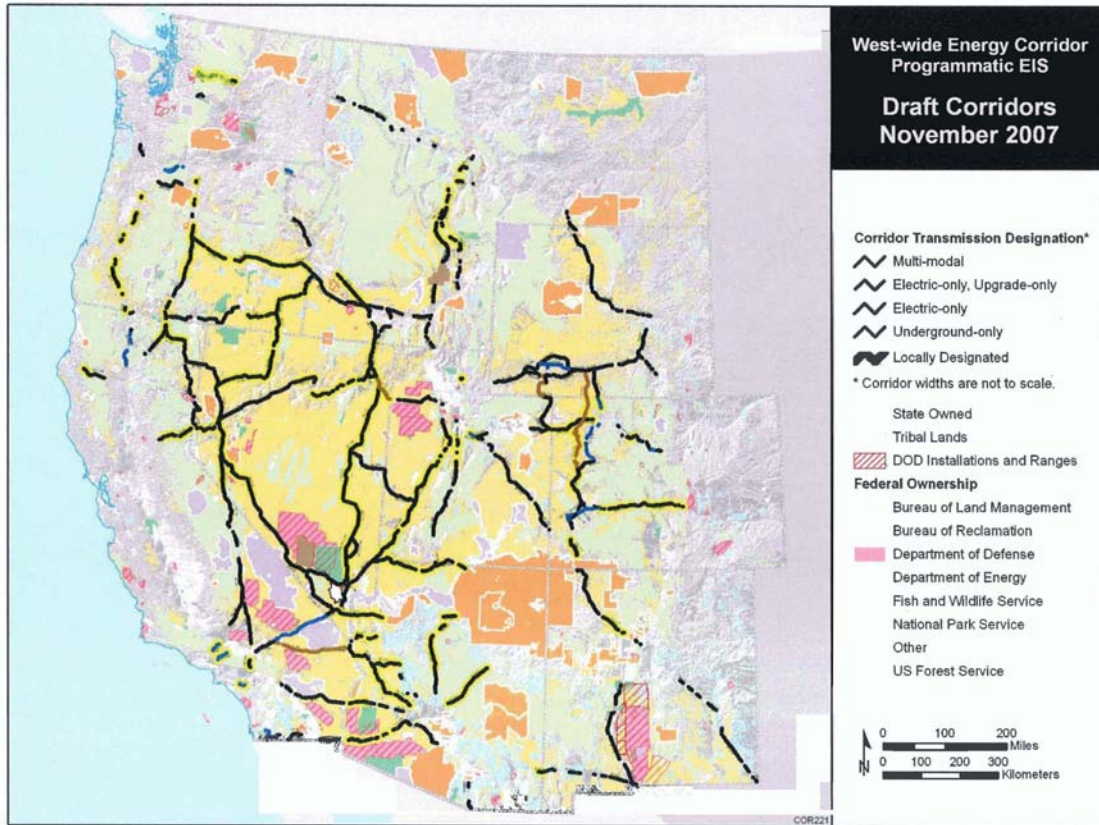 West-wide Energy Corridor
Programmatic EIS
Draft Corridors
November 2007
Corridor Transmission Designation*
Multi-modal
Electric-only, Upgrade-only
Electric-only
Underground-only
Locally Designated
* Corridor widths are not to scale.
State Owned
Tribal Lands
DOD Installations and Ranges
Federal Ownership
Bureau of Land Management
Bureau of Reclamation
Department of Defense
Department of Energy
Fish and Wildlife Service
National Park Service
Other
US Forest Service
N
0 100 200
Miles
0 100 200 300
Kilometers
COR221